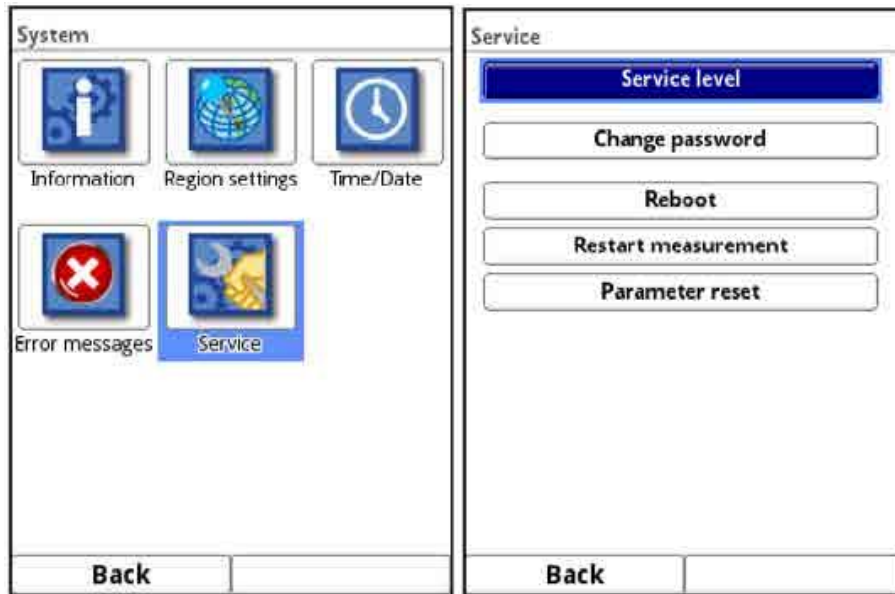 System
Information
Region settings
Time/Date
Error messages
Service
Back
Service
Service level
Change password
Reboot
Restart measurement
Parameter reset
Back